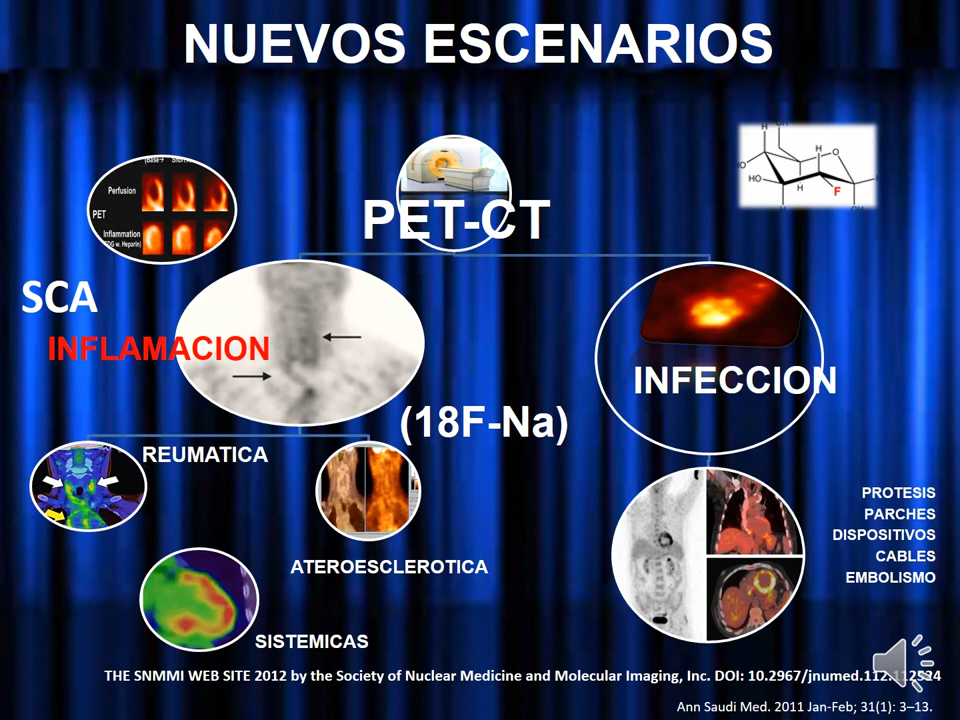 NUEVOS ESCENARIOS
(Base→
Perfusion
PET
Inflammation
PET-CT
H
H
O
HO
H
F
SCA
INFLAMACION
INFECCION
(18F-Na)
REUMATICA
ATEROESCLEROTICA
SISTEMICAS
PROTESIS
PARCHES
DISPOSITIVOS
CABLES
EMBOLISMO
THE SNMMI WEB SITE 2012 by the Society of Nuclear Medicine and Molecular Imaging, Inc. DOI: 10.2967/jnumed.112.112524
Ann Saudi Med. 2011 Jan-Feb; 31(1): 3–13.